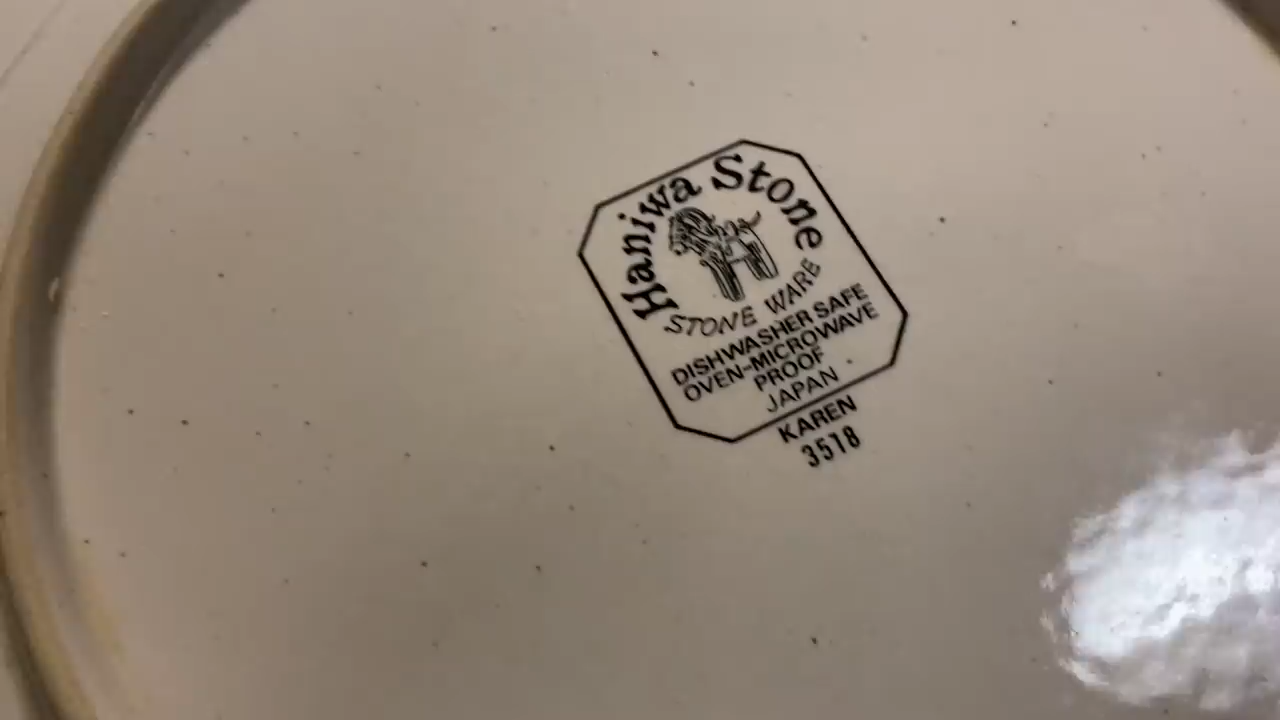 Haniwa Stone
STONE WARE
DISHWASHER SAFE
OVEN-MICROWAVE
PROOF
JAPAN
KAREN
3518